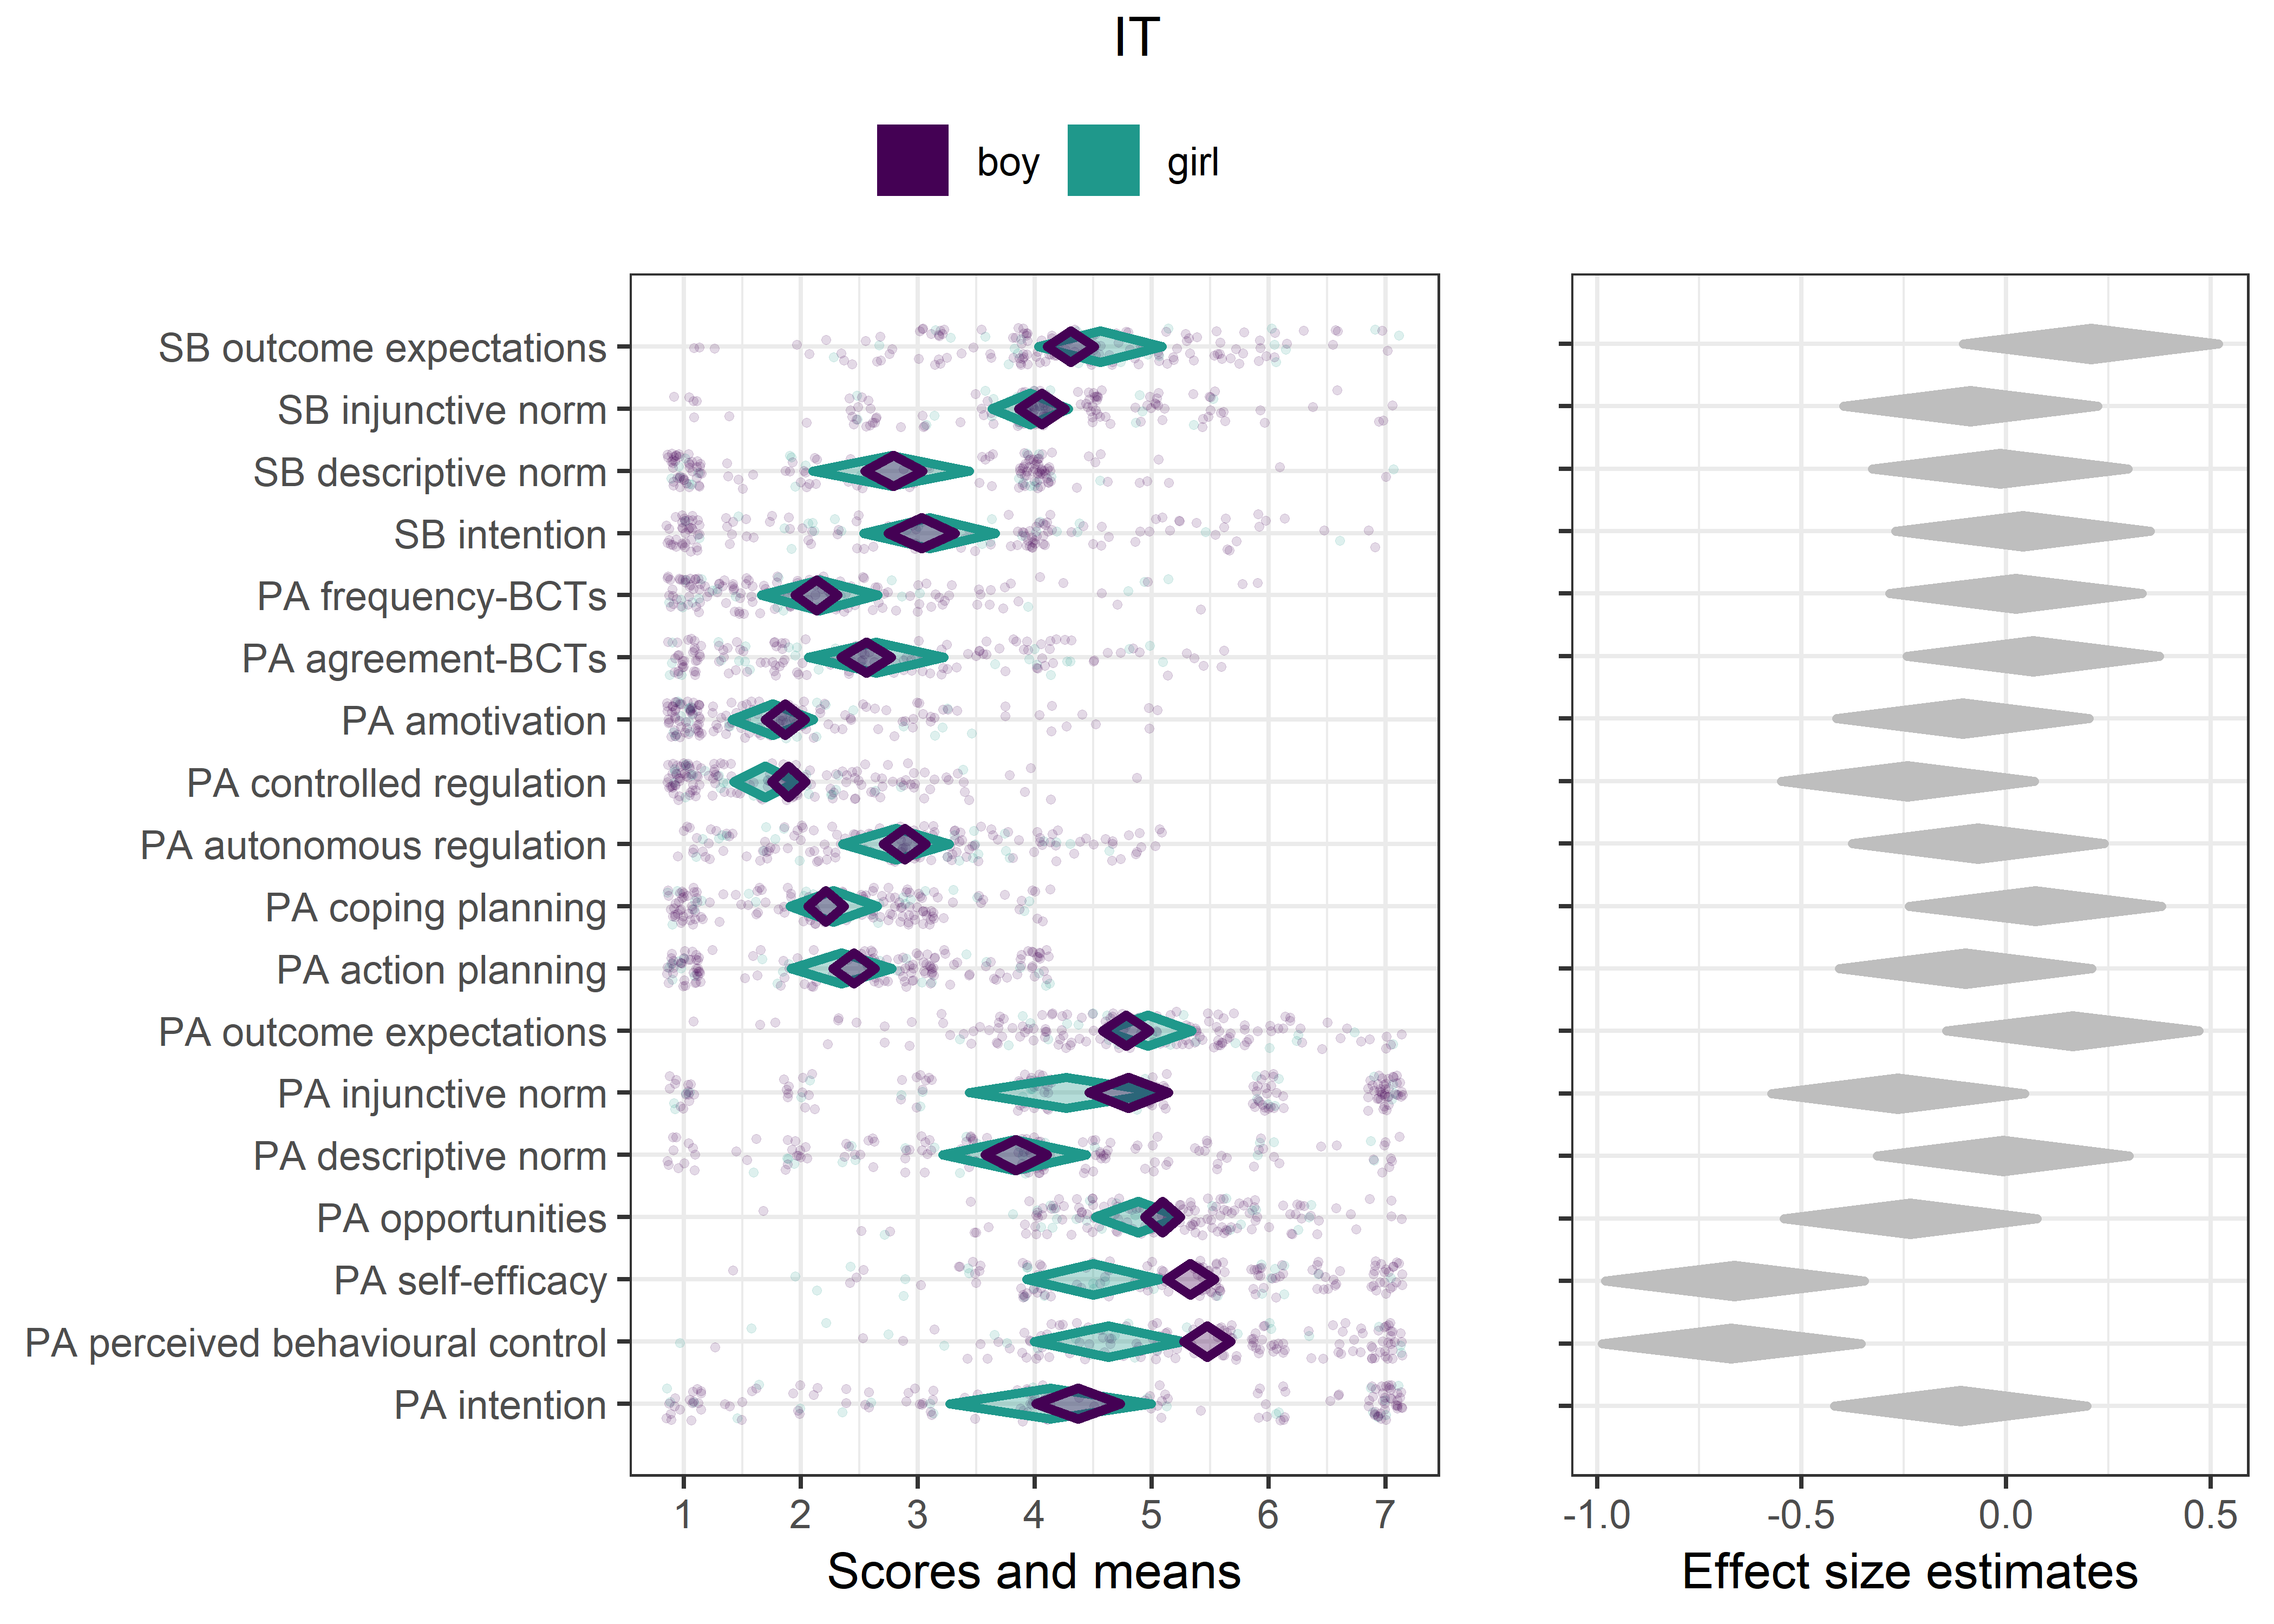 IT
boy girl
SB outcome expectations
SB injunctive norm
SB descriptive norm
SB intention
PA frequency-BCTs
PA agreement-BCTs
PA amotivation
PA controlled regulation
PA autonomous regulation
PA coping planning
PA action planning
PA outcome expectations
PA injunctive norm
PA descriptive norm
PA opportunities
PA self-efficacy
PA perceived behavioural control
PA intention
1 2 3 4 5 6 7
-1.0 -0.5 0.0 0.5
Scores and means
Effect size estimates